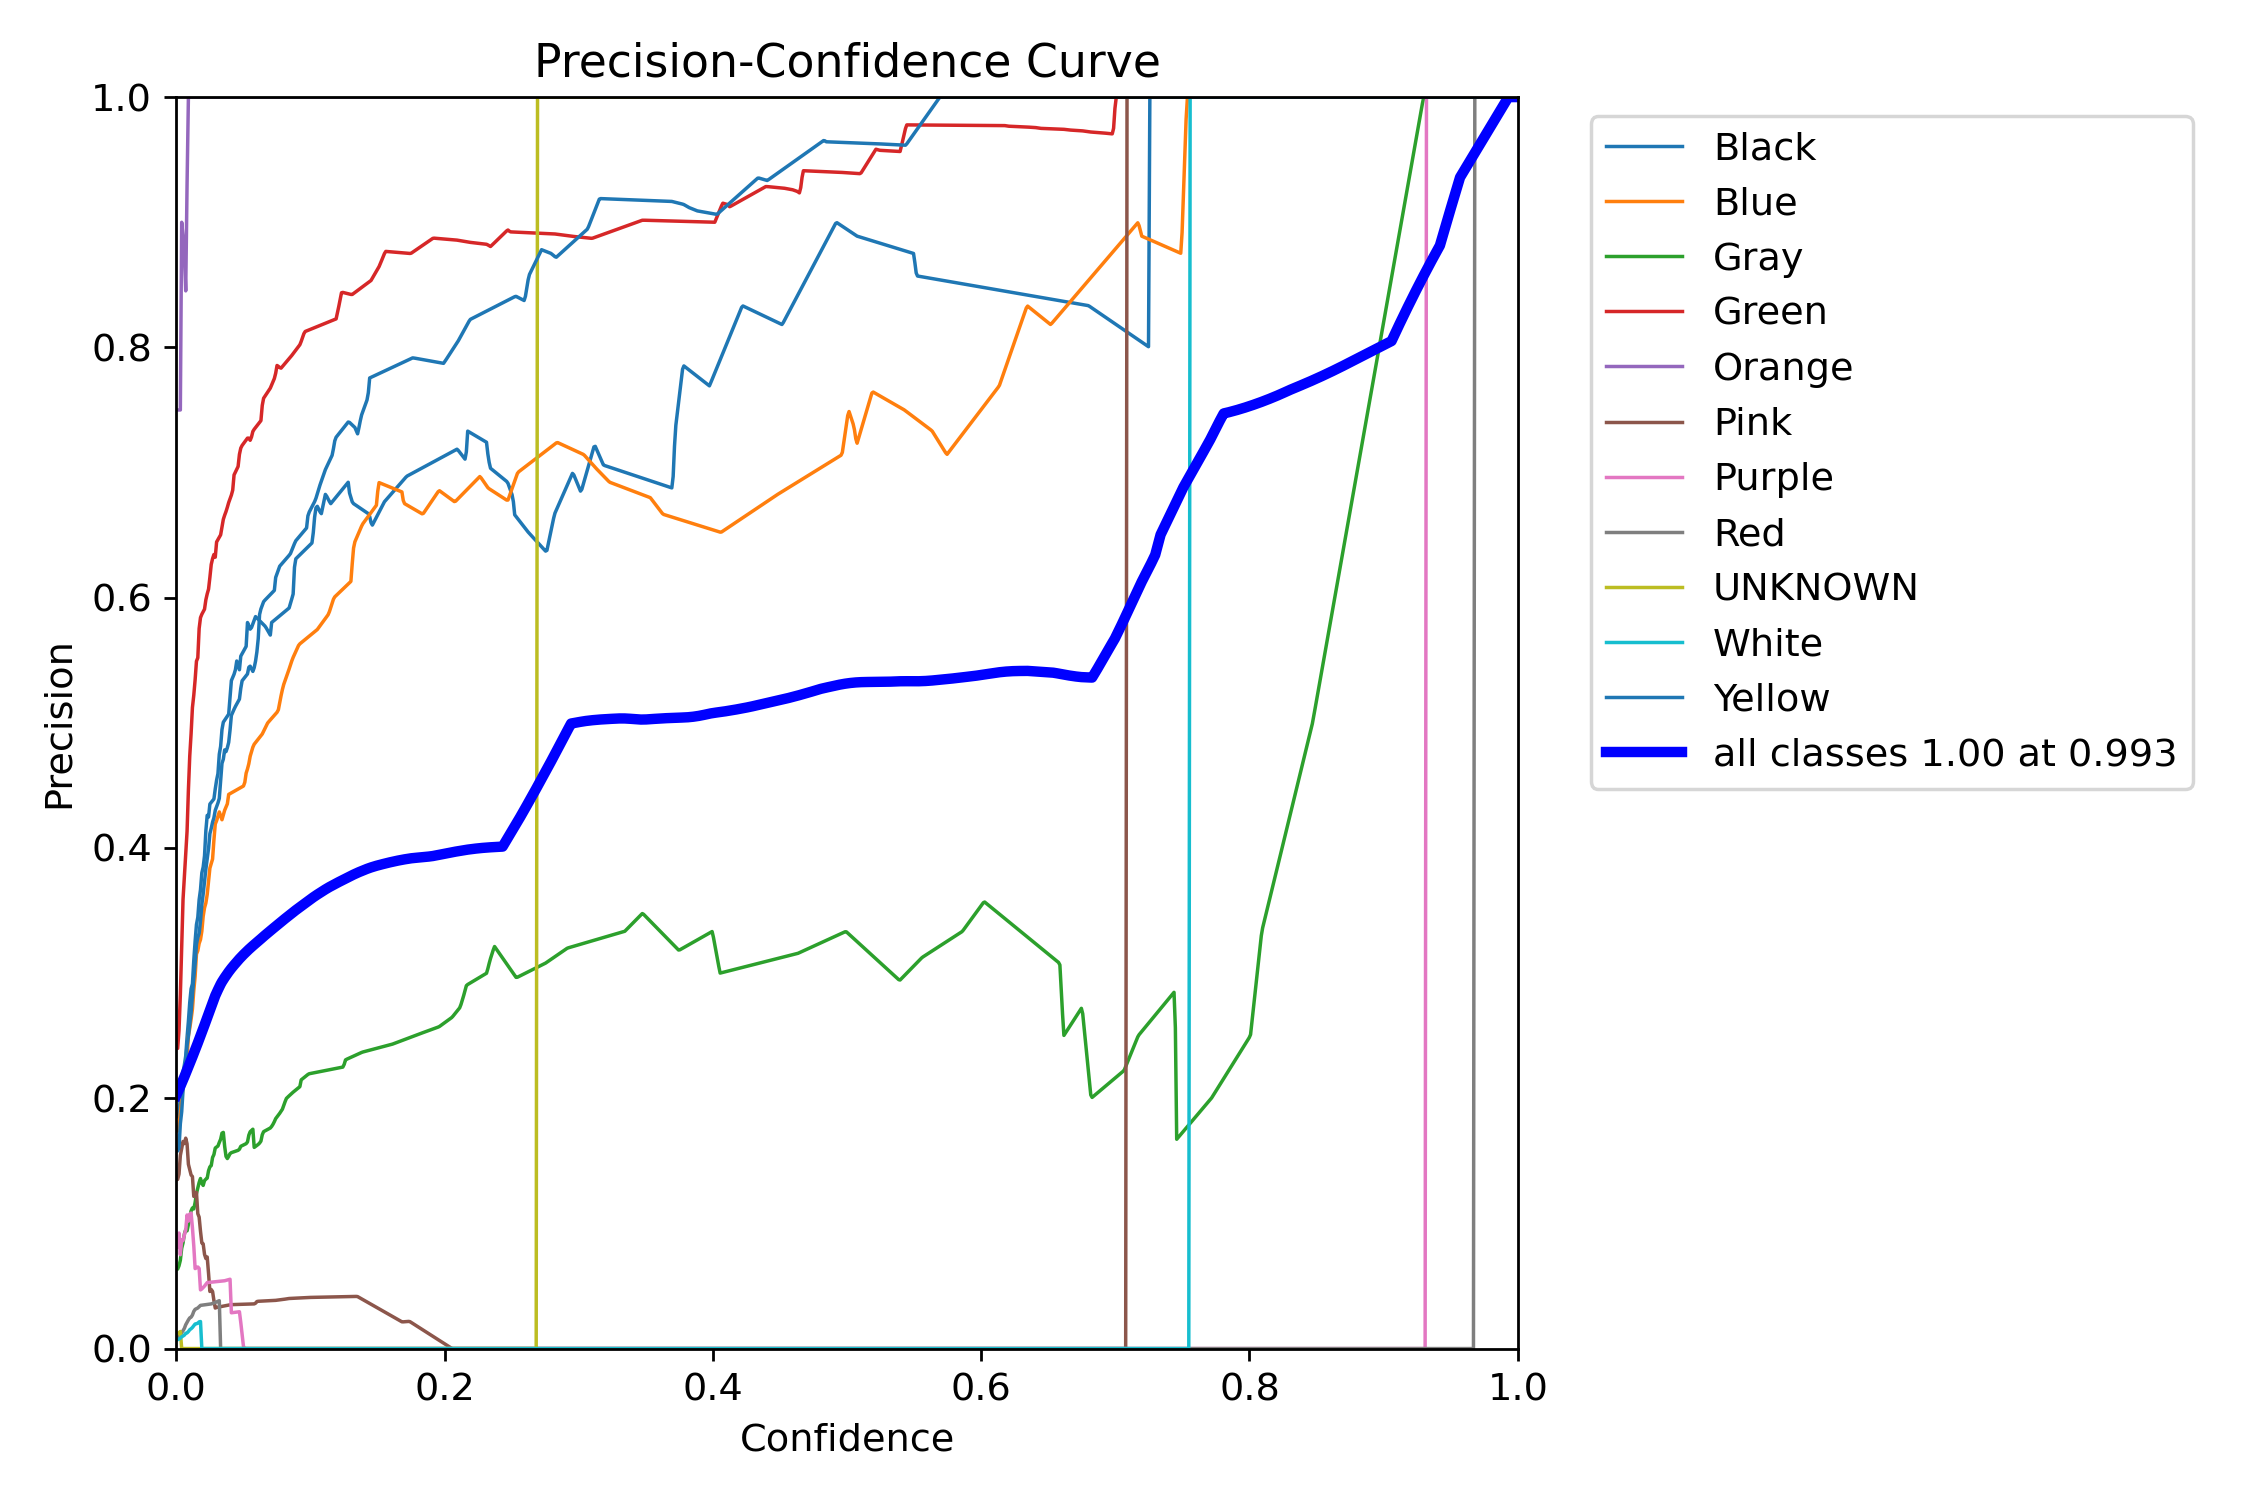 Precision-Confidence Curve
1.0
0.8
0.6
0.4
0.2
0.0
Precision
0.0 0.2 0.4 0.6 0.8 1.0
Confidence
Black
Blue
Gray
Green
Orange
Pink
Purple
Red
UNKNOWN
White
Yellow
all classes 1.00 at 0.993